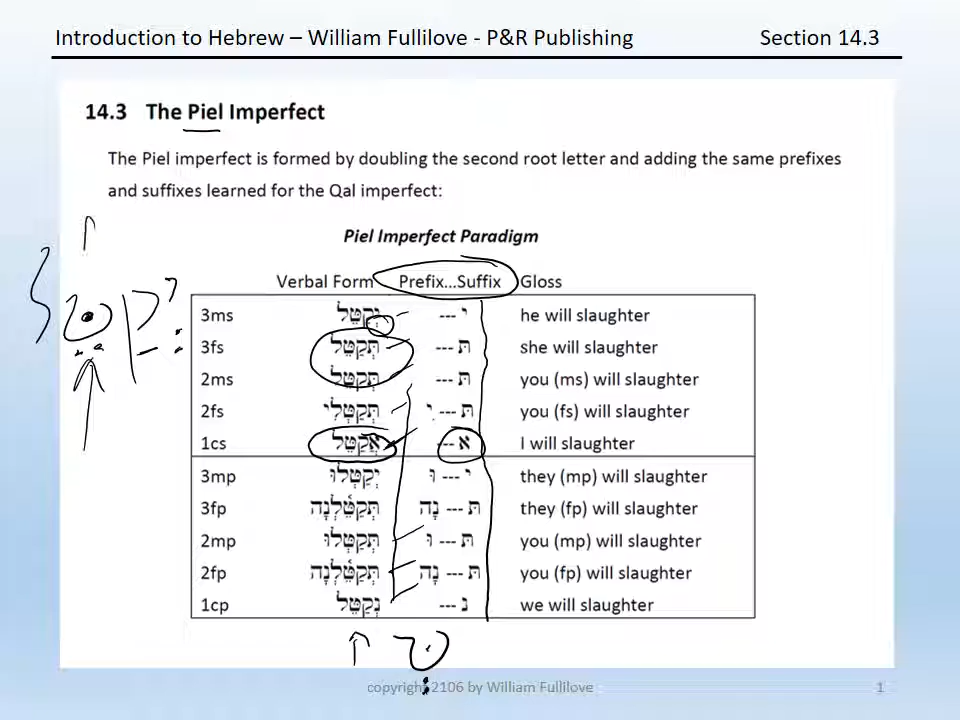 Introduction to Hebrew – William Fullilove - P&R Publishing Section 14.3
14.3 The Piel Imperfect
The Piel imperfect is formed by doubling the second root letter and adding the same prefixes
and suffixes learned for the Qal imperfect:
Piel Imperfect Paradigm
Verbal Form Prefix...Suffix Gloss
3ms יְקַטֵּל י --- he will slaughter
3fs תְּקַטֵּל תּ --- she will slaughter
2ms תְּקַטֵּל תּ --- you (ms) will slaughter
2fs תְּקַטְּלִי תּ --- ִי you (fs) will slaughter
1cs אֲקַטֵּל א --- I will slaughter
3mp יְקַטְּלוּ י --- וּ they (mp) will slaughter
3fp תְּקַטֵּ֫לְנָה תּ --- נָה they (fp) will slaughter
2mp תְּקַטְּלוּ תּ --- וּ you (mp) will slaughter
2fp תְּקַטֵּ֫לְנָה תּ --- נָה you (fp) will slaughter
1cp נְקַטֵּל נ --- we will slaughter
copyright 2106 by William Fullilove 1